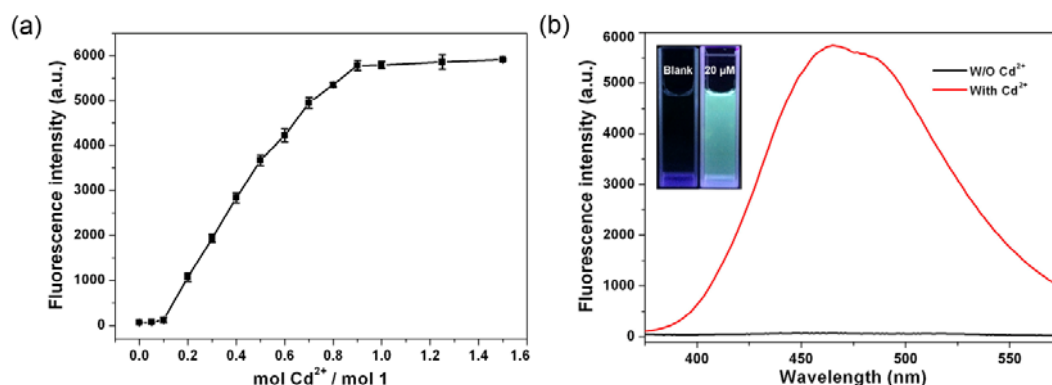 (a)
Fluorescence intensity (a.u.)
6000
5000
4000
3000
2000
1000
0
0.0 0.2 0.4 0.6 0.8 1.0 1.2 1.4 1.6
mol Cd²⁺ / mol 1
(b)
Fluorescence intensity (a.u.)
6000
5000
4000
3000
2000
1000
0
Blank 20 μM
W/O Cd²⁺
With Cd²⁺
400 450 500 550
Wavelength (nm)